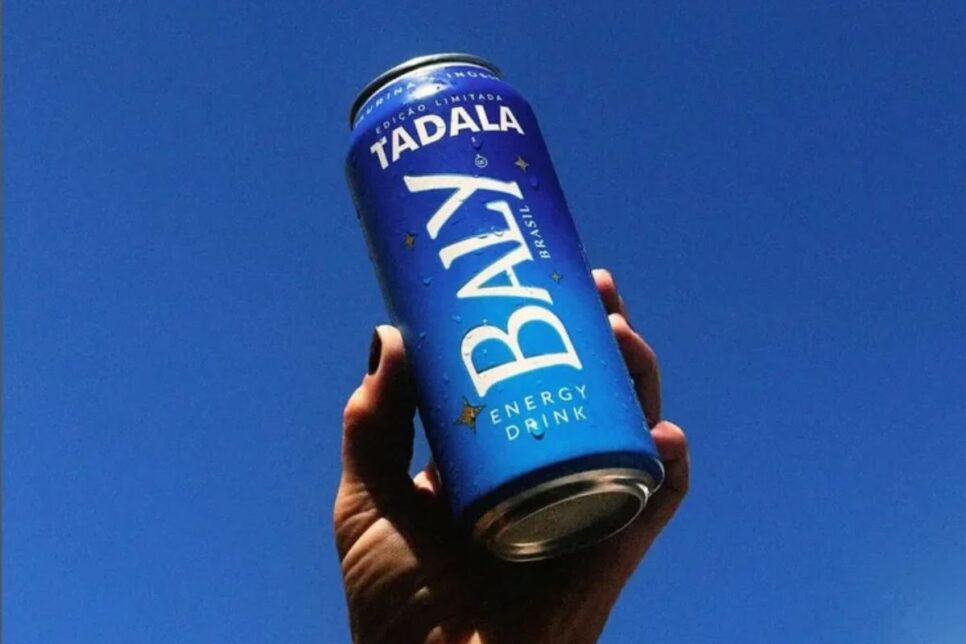 EDIÇÃO LIMITADA
TADALA
BALY
BRASIL
ENERGY
DRINK